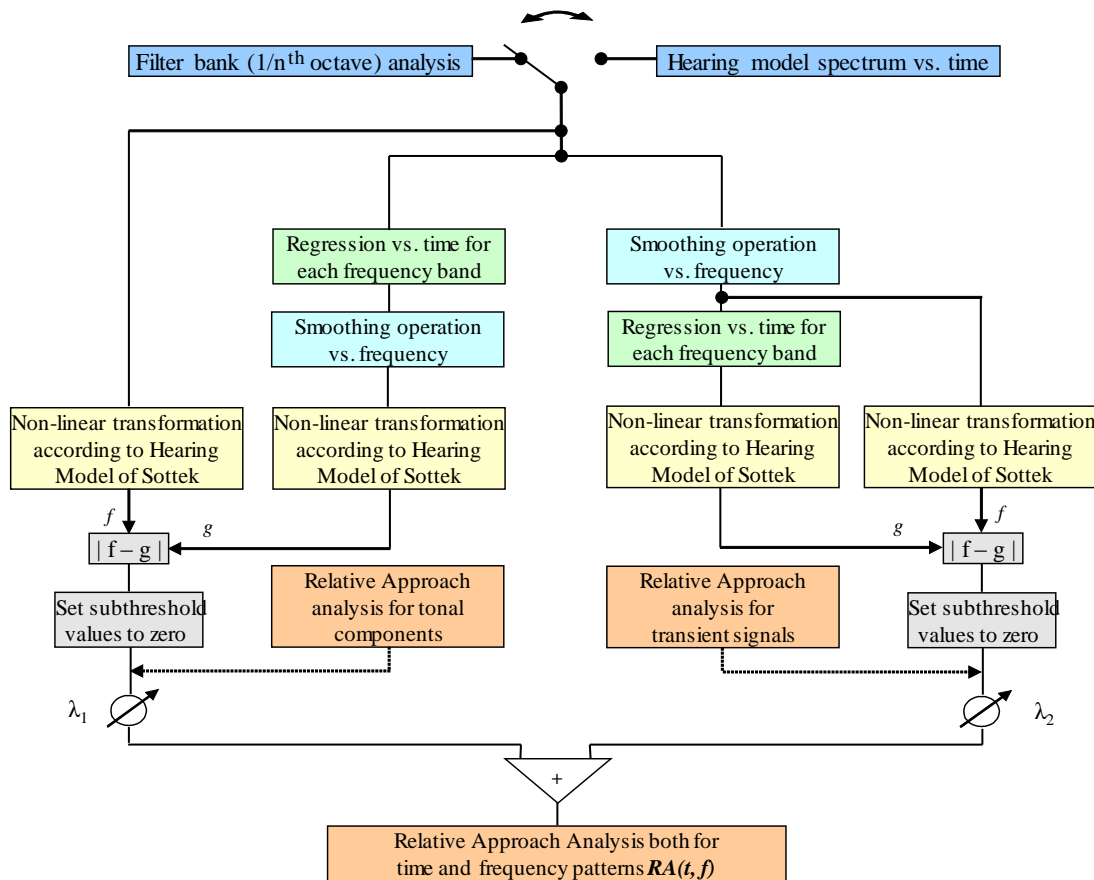 Filter bank (1/nth octave) analysis
Hearing model spectrum vs. time
Regression vs. time for
each frequency band
Smoothing operation
vs. frequency
Smoothing operation
vs. frequency
Regression vs. time for
each frequency band
Non-linear transformation
according to Hearing
Model of Sottek
Non-linear transformation
according to Hearing
Model of Sottek
Non-linear transformation
according to Hearing
Model of Sottek
Non-linear transformation
according to Hearing
Model of Sottek
f
g
g
f
| f – g |
| f – g |
Set subthreshold
values to zero
Relative Approach
analysis for tonal
components
Relative Approach
analysis for
transient signals
Set subthreshold
values to zero
λ1
λ2
+
Relative Approach Analysis both for
time and frequency patterns RA(t, f)